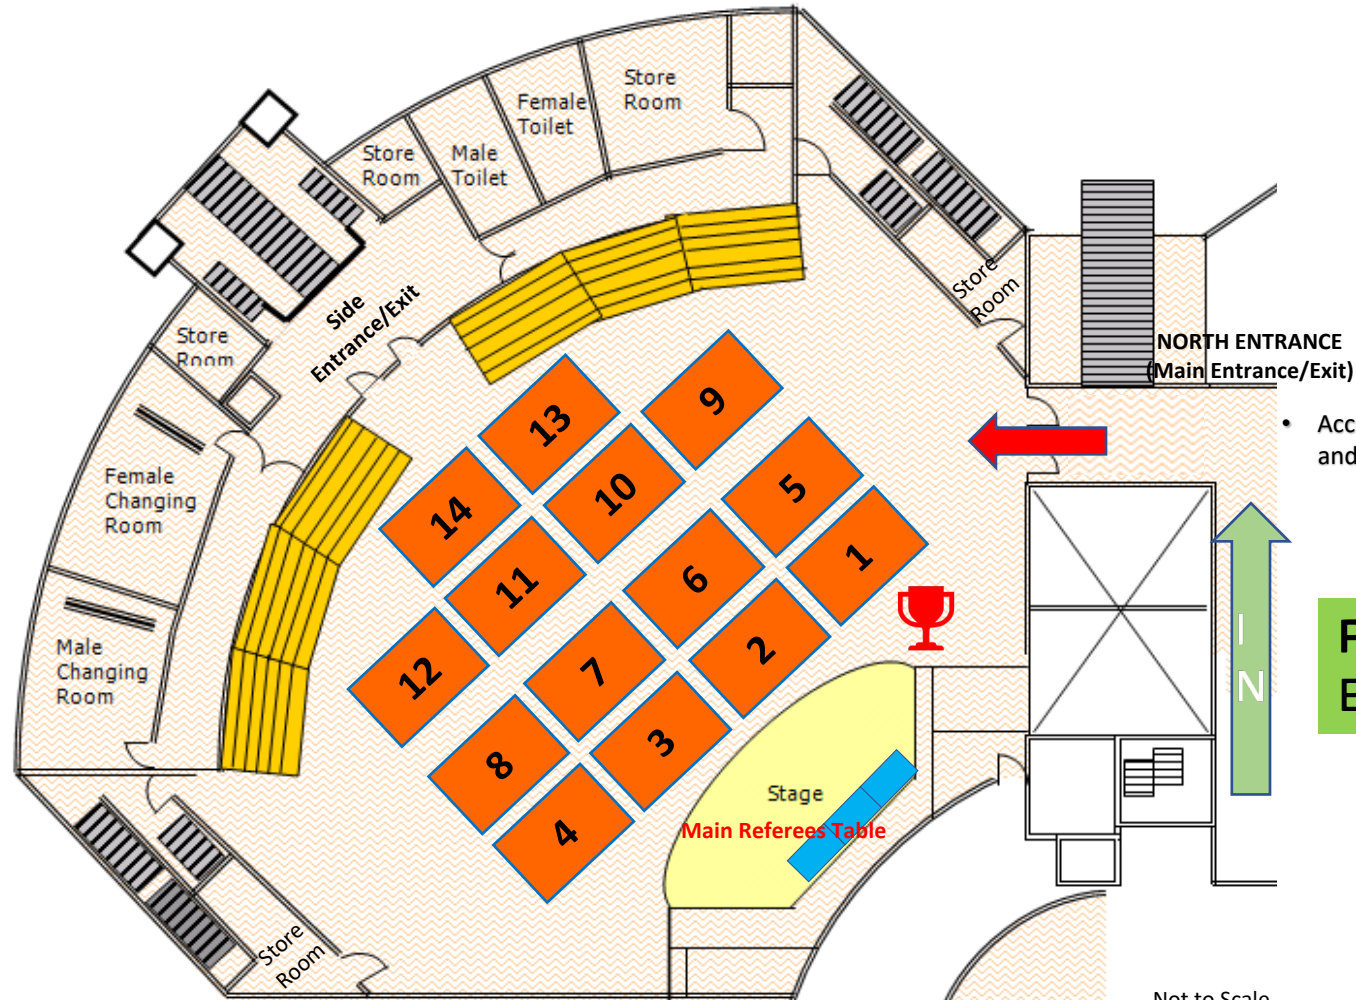 Store
Room
Female
Toilet
Store
Room
Male
Toilet
Store
Room
Side
Entrance/Exit
Store
Room
NORTH ENTRANCE
(Main Entrance/Exit)
• Acc
and
Female
Changing
Room
Male
Changing
Room
13
9
14
10
5
11
6
1
12
7
2
8
3
4
I
N
F
E
Stage
Main Referees Table
Store
Room
Not to Scale